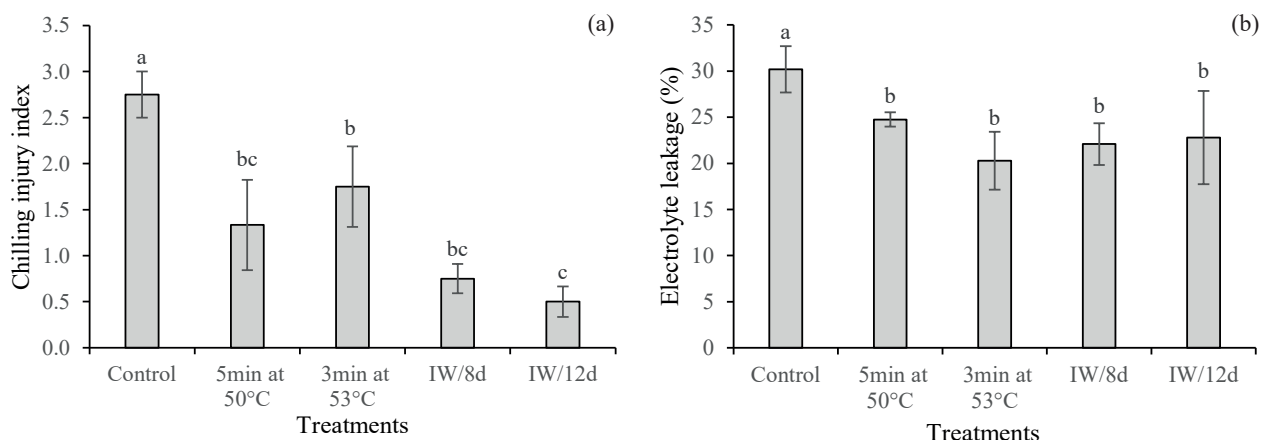 (a)
Chilling injury index
3.5
3.0
2.5
2.0
1.5
1.0
0.5
0.0
a
bc
b
bc
c
Control
5min at
50°C
3min at
53°C
IW/8d
IW/12d
Treatments
(b)
Electrolyte leakage (%)
35
30
25
20
15
10
5
0
a
b
b
b
b
Control
5min at
50°C
3min at
53°C
IW/8d
IW/12d
Treatments